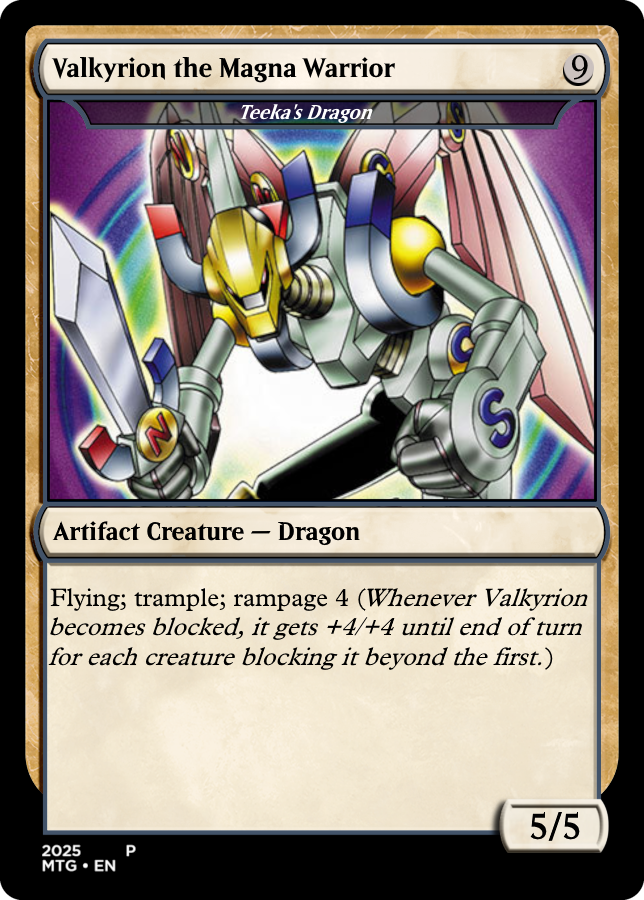 Valkyrion the Magna Warrior 9
Teeka's Dragon
N
S
N
S
Artifact Creature — Dragon
Flying; trample; rampage 4 (Whenever Valkyrion
becomes blocked, it gets +4/+4 until end of turn
for each creature blocking it beyond the first.)
5/5
2025 P
MTG • EN